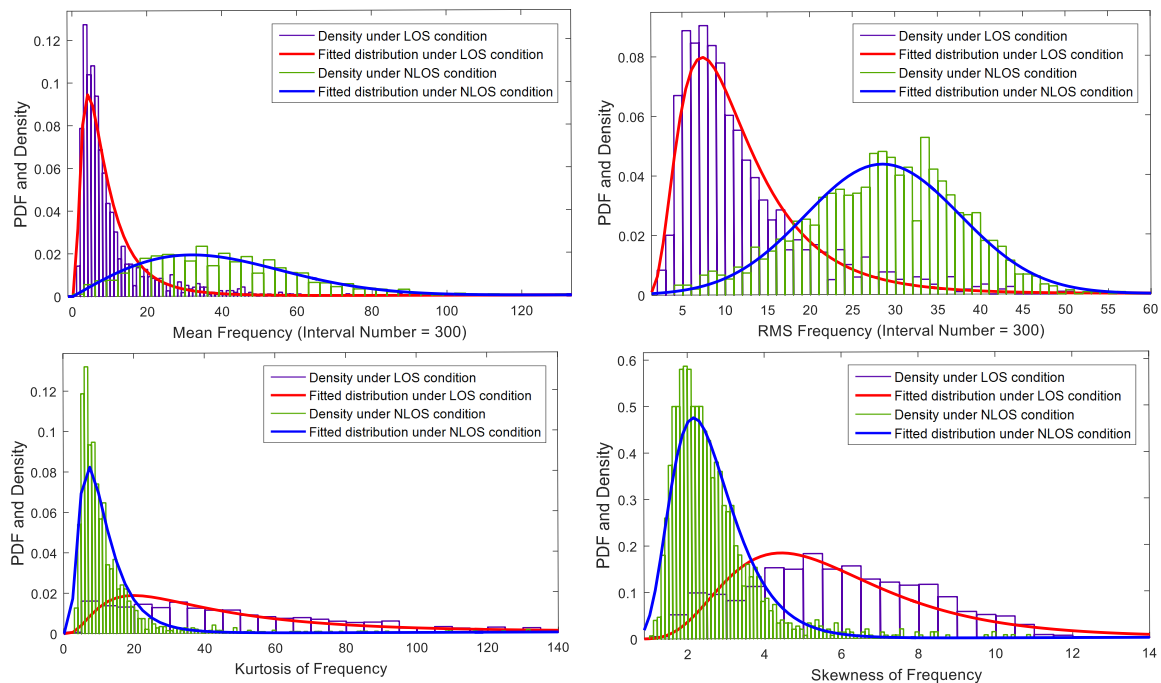 PDF and Density
0.12
0.1
0.08
0.06
0.04
0.02
0
Density under LOS condition
Fitted distribution under LOS condition
Density under NLOS condition
Fitted distribution under NLOS condition
0 20 40 60 80 100 120
Mean Frequency (Interval Number = 300)
PDF and Density
0.08
0.06
0.04
0.02
0
Density under LOS condition
Fitted distribution under LOS condition
Density under NLOS condition
Fitted distribution under NLOS condition
5 10 15 20 25 30 35 40 45 50 55 60
RMS Frequency (Interval Number = 300)
PDF and Density
0.12
0.1
0.08
0.06
0.04
0.02
0
Density under LOS condition
Fitted distribution under LOS condition
Density under NLOS condition
Fitted distribution under NLOS condition
0 20 40 60 80 100 120 140
Kurtosis of Frequency
PDF and Density
0.6
0.5
0.4
0.3
0.2
0.1
0
Density under LOS condition
Fitted distribution under LOS condition
Density under NLOS condition
Fitted distribution under NLOS condition
2 4 6 8 10 12 14
Skewness of Frequency